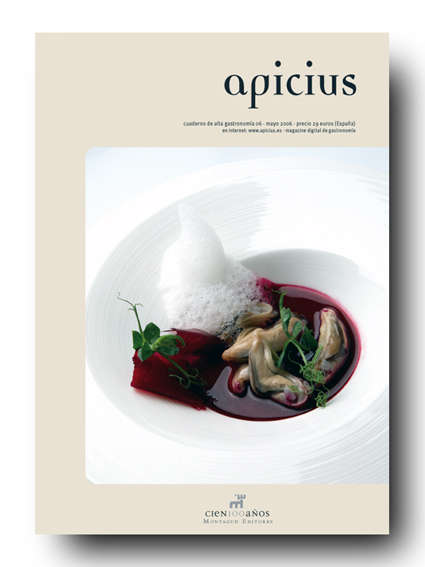 apicius
cuaderno de alta gastronomía 06 - mayo 2006 - precio 29 euros (España)
en internet: www.apicius.es - magazine digital de gastronomía
CIEN100AÑOS
MONTAGUD EDITORES